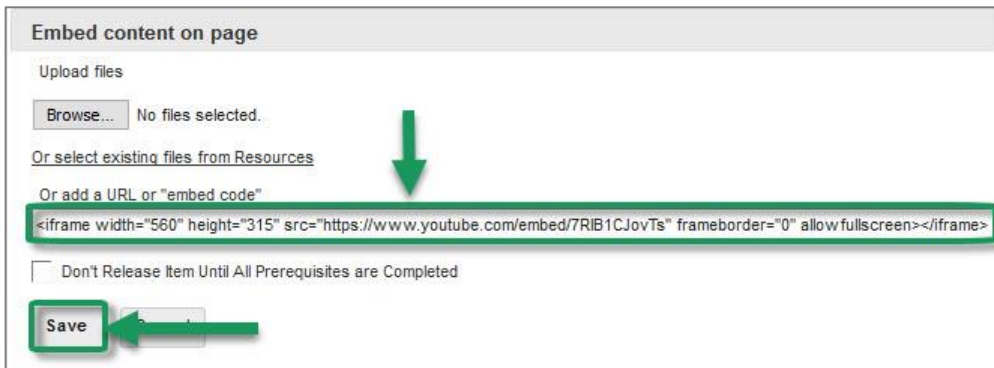 Embed content on page
Upload files
Browse... No files selected.
Or select existing files from Resources
Or add a URL or "embed code"
<iframe width="560" height="315" src="https://www.youtube.com/embed/7RIB1CJovTs" frameborder="0" allowfullscreen></iframe>
Don't Release Item Until All Prerequisites are Completed
Save